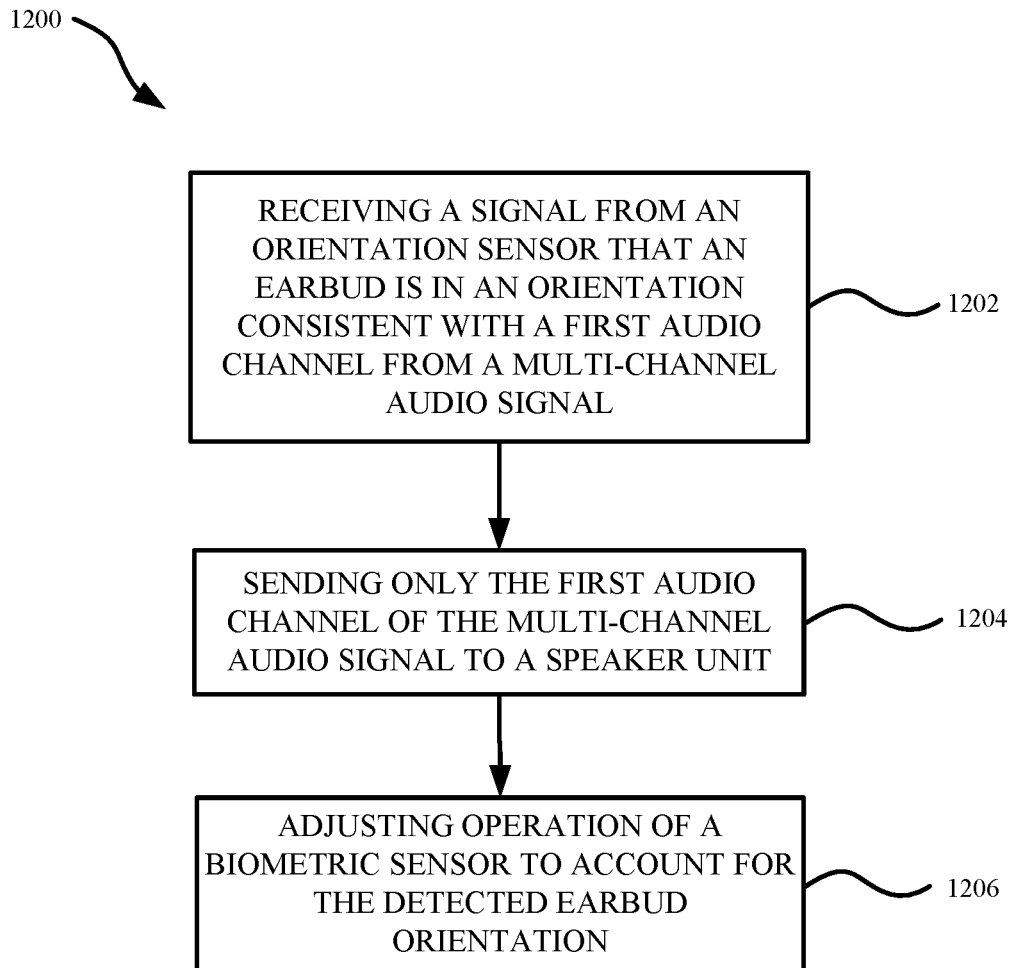 1200
RECEIVING A SIGNAL FROM AN
ORIENTATION SENSOR THAT AN
EARBUD IS IN AN ORIENTATION
CONSISTENT WITH A FIRST AUDIO
CHANNEL FROM A MULTI-CHANNEL
AUDIO SIGNAL
1202
SENDING ONLY THE FIRST AUDIO
CHANNEL OF THE MULTI-CHANNEL
AUDIO SIGNAL TO A SPEAKER UNIT
1204
ADJUSTING OPERATION OF A
BIOMETRIC SENSOR TO ACCOUNT FOR
THE DETECTED EARBUD
ORIENTATION
1206